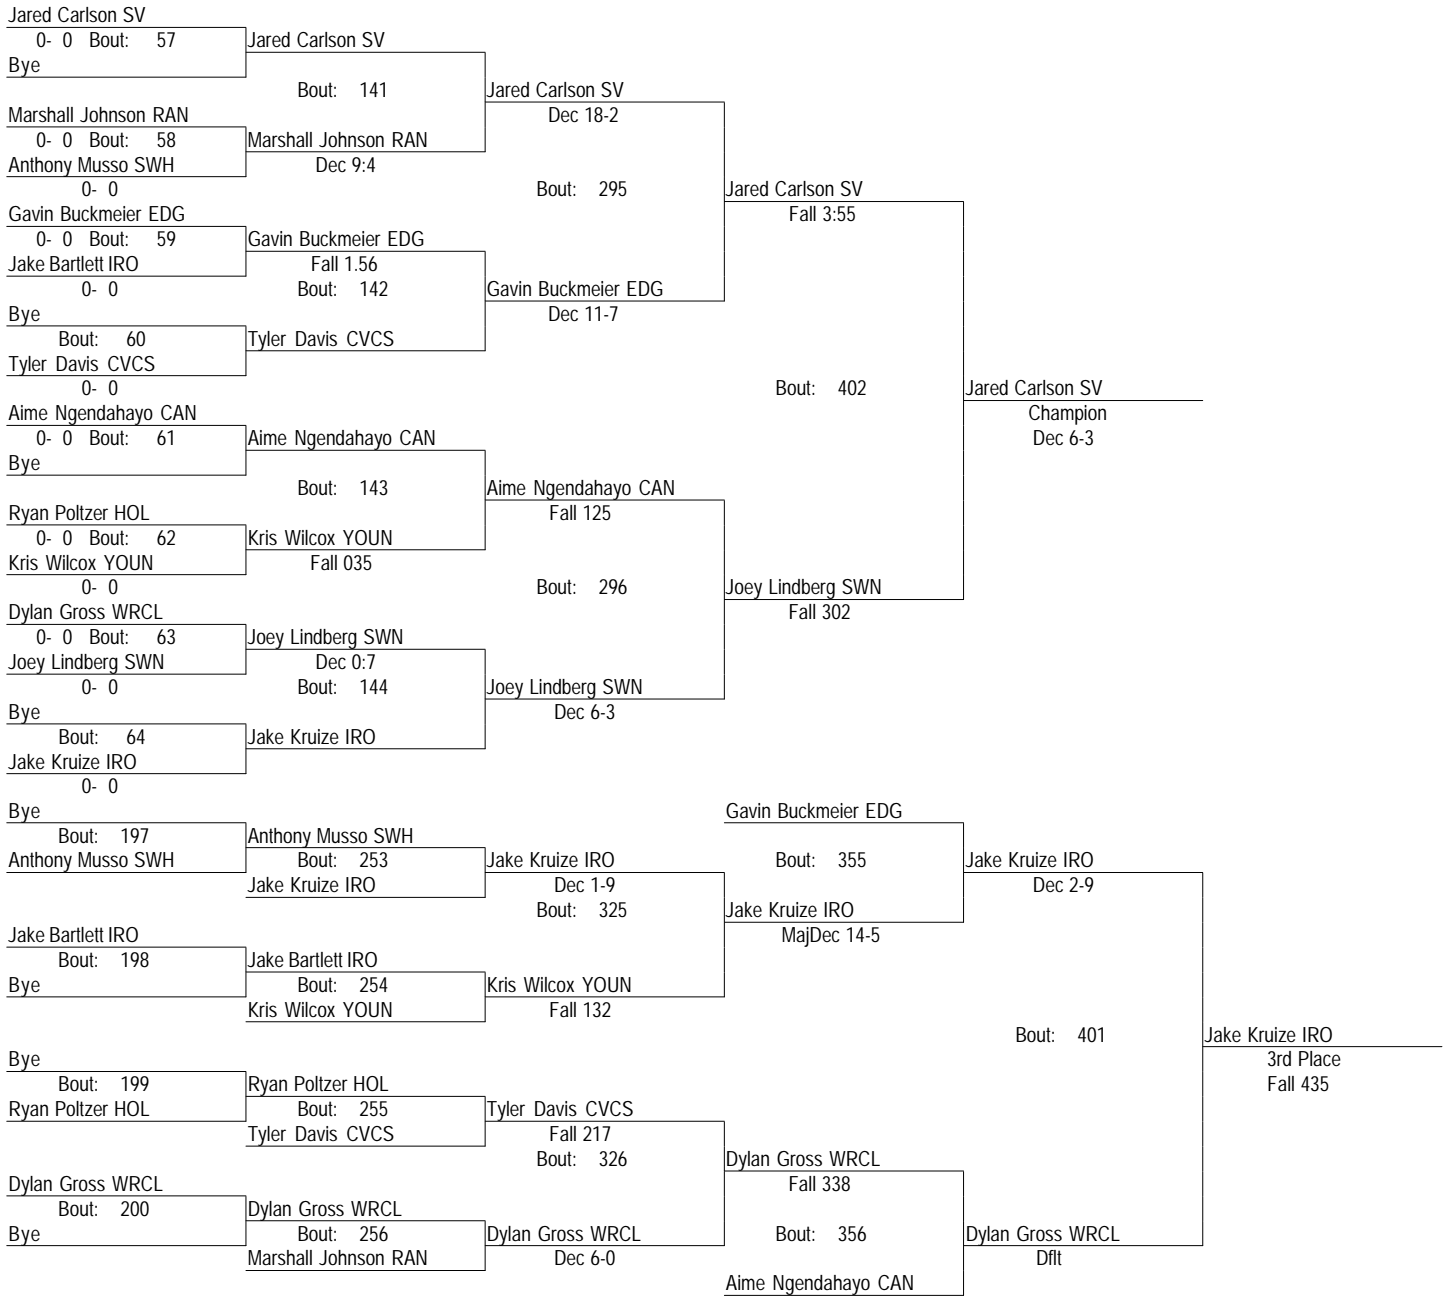 Jared Carlson SV
0- 0 Bout: 57 Jared Carlson SV
Bye
Bout: 141 Jared Carlson SV
Marshall Johnson RAN Dec 18-2
0- 0 Bout: 58 Marshall Johnson RAN
Anthony Musso SWH Dec 9:4
0- 0 Bout: 295 Jared Carlson SV
Gavin Buckmeier EDG Fall 3:55
0- 0 Bout: 59 Gavin Buckmeier EDG
Jake Bartlett IRO Fall 1.56
0- 0 Bout: 142 Gavin Buckmeier EDG
Bye Dec 11-7
Bout: 60 Tyler Davis CVCS
Tyler Davis CVCS
0- 0 Bout: 402 Jared Carlson SV
Aime Ngendahayo CAN Champion
0- 0 Bout: 61 Aime Ngendahayo CAN Dec 6-3
Bye
Bout: 143 Aime Ngendahayo CAN
Ryan Poltzer HOL Fall 125
0- 0 Bout: 62 Kris Wilcox YOUN
Kris Wilcox YOUN Fall 035
0- 0 Bout: 296 Joey Lindberg SWN
Dylan Gross WRCL Fall 302
0- 0 Bout: 63 Joey Lindberg SWN
Joey Lindberg SWN Dec 0:7
0- 0 Bout: 144 Joey Lindberg SWN
Bye Dec 6-3
Bout: 64 Jake Kruize IRO
Jake Kruize IRO
0- 0
Bye Gavin Buckmeier EDG
Bout: 197 Anthony Musso SWH
Anthony Musso SWH Bout: 253 Jake Kruize IRO Bout: 355 Jake Kruize IRO
Jake Kruize IRO Dec 1-9 Dec 2-9
Bout: 325 Jake Kruize IRO
Jake Bartlett IRO MajDec 14-5
Bout: 198 Jake Bartlett IRO
Bye Bout: 254 Kris Wilcox YOUN
Kris Wilcox YOUN Fall 132
Bout: 401 Jake Kruize IRO
Bye 3rd Place
Bout: 199 Ryan Poltzer HOL Fall 435
Ryan Poltzer HOL Bout: 255 Tyler Davis CVCS
Tyler Davis CVCS Fall 217
Bout: 326 Dylan Gross WRCL
Dylan Gross WRCL Fall 338
Bout: 200 Dylan Gross WRCL
Bye Bout: 256 Dylan Gross WRCL Bout: 356 Dylan Gross WRCL
Marshall Johnson RAN Dec 6-0 Dflt
Aime Ngendahayo CAN